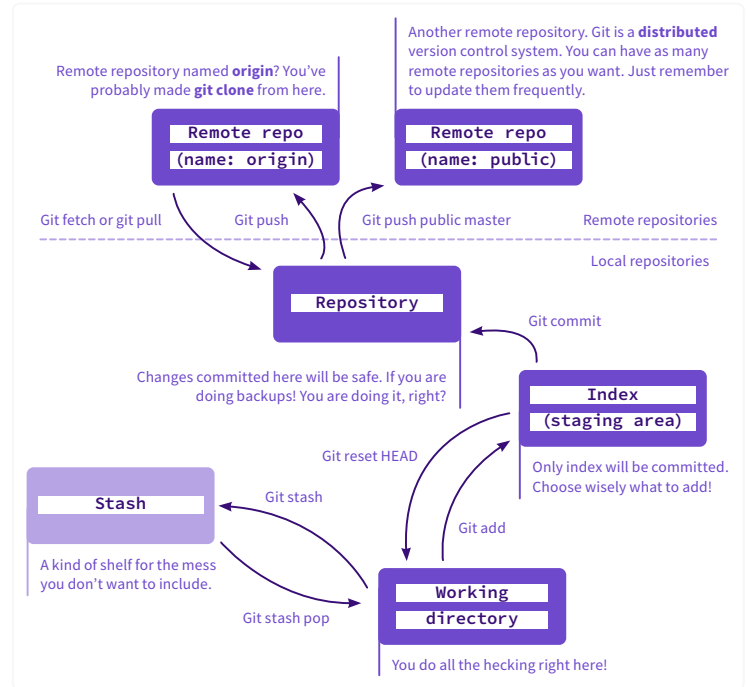 Another remote repository. Git is a distributed
version control system. You can have as many
remote repositories as you want. Just remember
to update them frequently.
Remote repository named origin? You've
probably made git clone from here.
Remote repo
(name: origin)
Remote repo
(name: public)
Git fetch or git pull
Git push
Git push public master
Remote repositories
Local repositories
Repository
Git commit
Changes committed here will be safe. If you are
doing backups! You are doing it, right?
Index
(staging area)
Git reset HEAD
Only index will be committed.
Choose wisely what to add!
Stash
Git stash
Git add
A kind of shelf for the mess
you don't want to include.
Git stash pop
Working
directory
You do all the hecking right here!